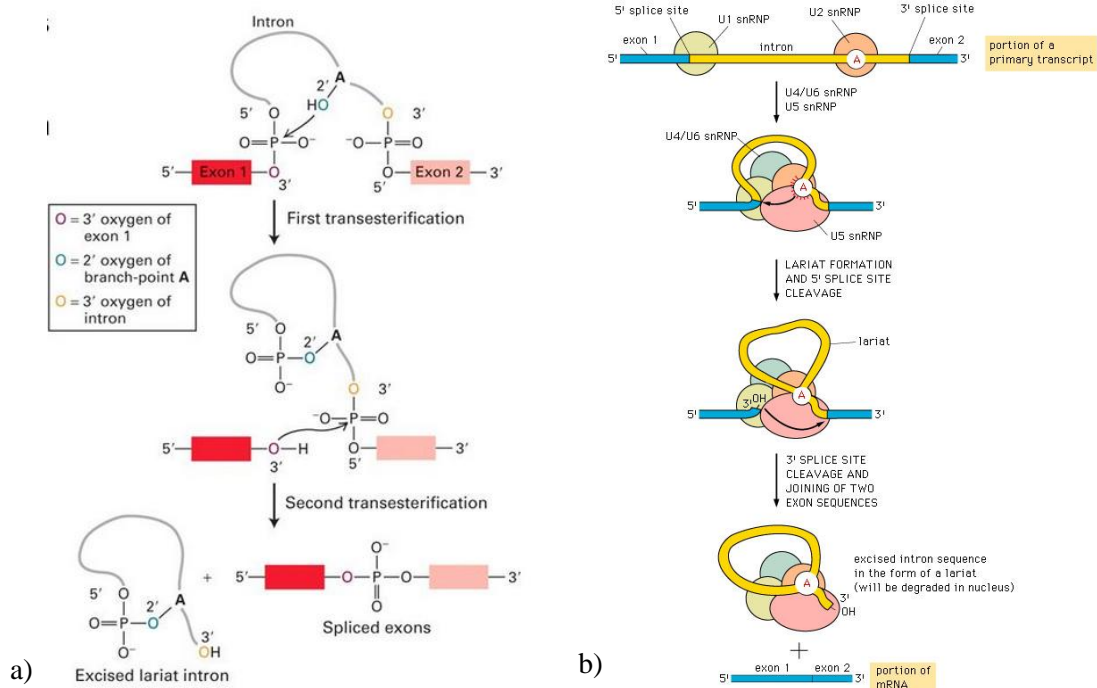 Intron
A
2′
HO
5′
O
O
3′
O=P—O⁻
⁻O—P=O
O
O
5′
Exon 1
3′
5′
Exon 2
3′
First transesterification
O = 3′ oxygen of
exon 1
O = 2′ oxygen of
branch-point A
O = 3′ oxygen of
intron
5′
O
2′
A
O=P—O
O⁻
O
3′
⁻O—P=O
O
5′
5′
O—H
3′
3′
Second transesterification
5′
O
2′
A
O=P—O
O⁻
3′
OH
Excised lariat intron
+
O⁻
5′
O—P—O
3′
O
Spliced exons
a)
5' splice site
U1 snRNP
U2 snRNP
3' splice site
exon 1
intron
exon 2
A
3'
portion of a
primary transcript
U4/U6 snRNP
U5 snRNP
U4/U6 snRNP
A
5'
3'
U5 snRNP
LARIAT FORMATION
AND 5' SPLICE SITE
CLEAVAGE
lariat
A
3'OH
5'
3'
3' SPLICE SITE
CLEAVAGE AND
JOINING OF TWO
EXON SEQUENCES
A
3'
OH
excised intron sequence
in the form of a lariat
(will be degraded in nucleus)
+
exon 1
exon 2
5'
3'
portion of
mRNA
b)